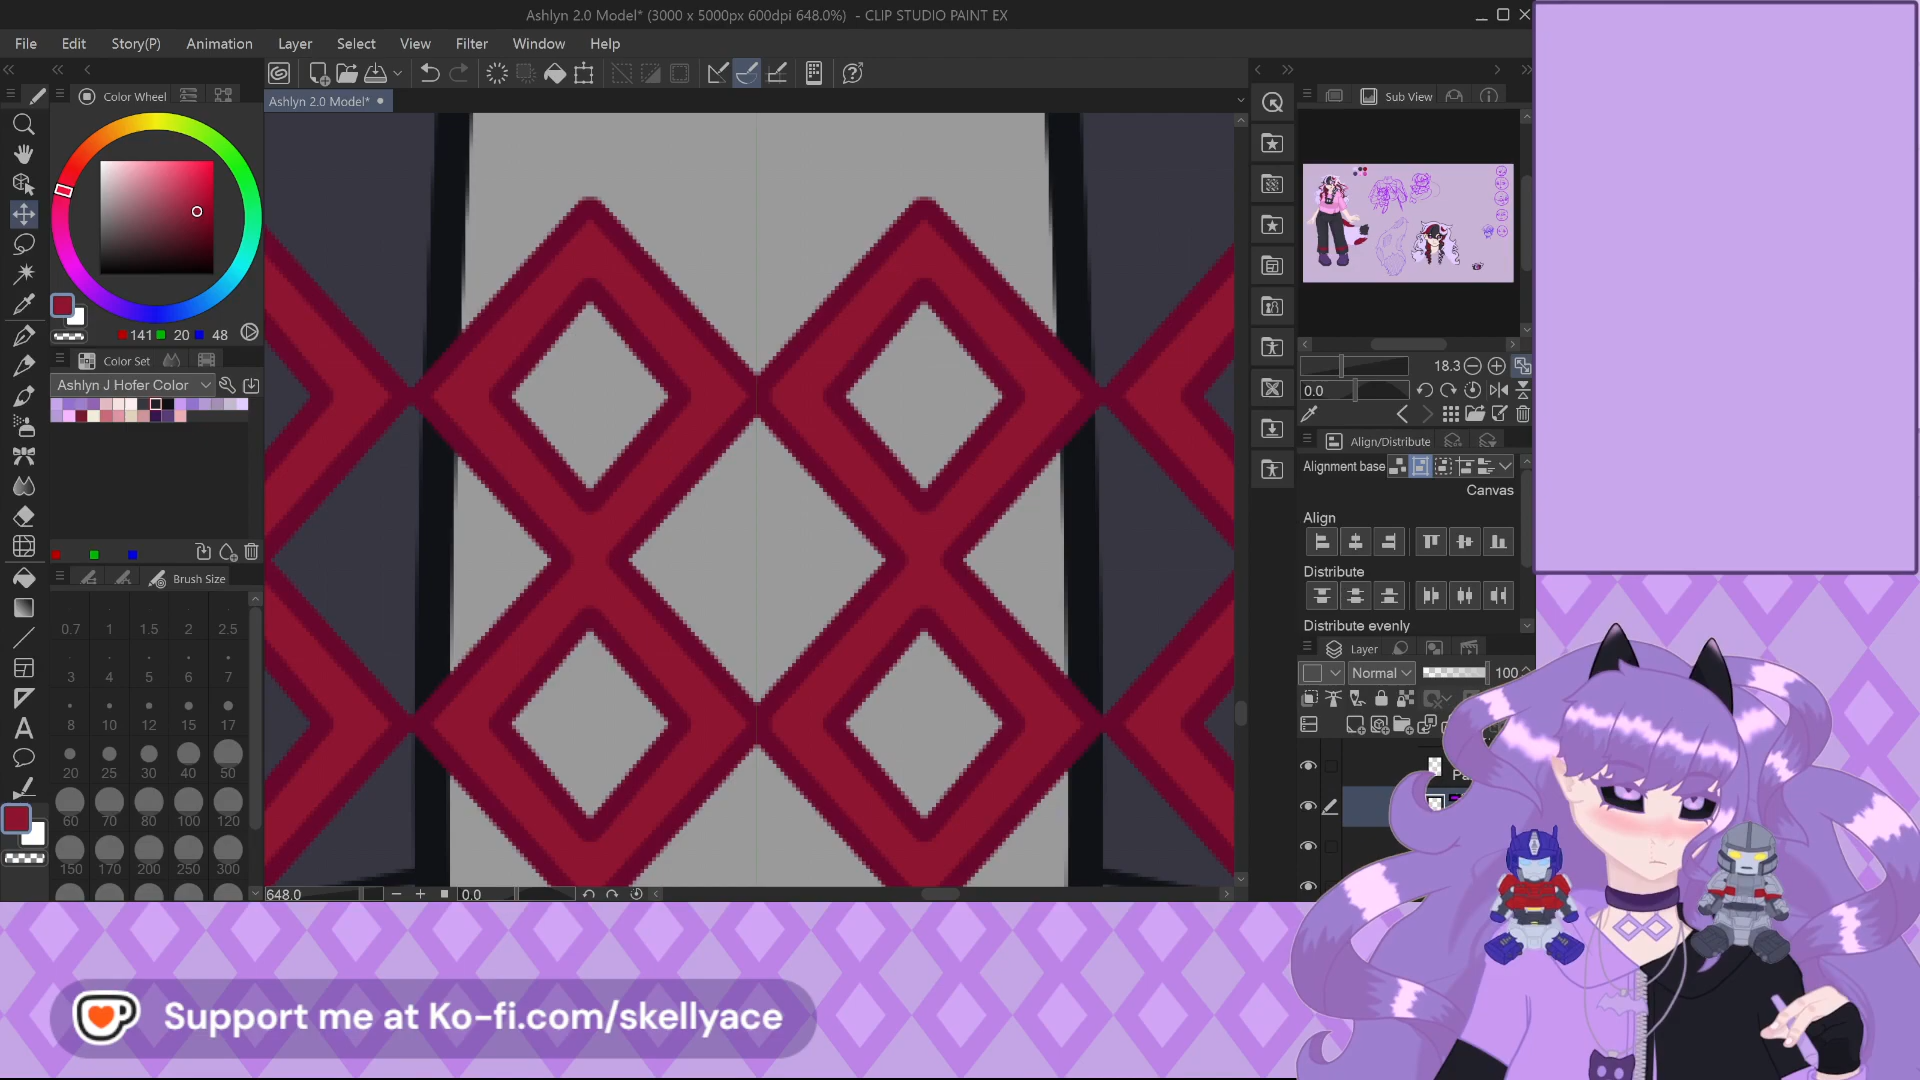 Ashlyn 2.0 Model* (3000 x 5000px 600dpi 648.0%) - CLIP STUDIO PAINT EX
File Edit Story(P) Animation Layer Select View Filter Window Help
Color Wheel
Ashlyn 2.0 Model*
Sub View
141 20 48
Color Set
Ashlyn J Hofer Color
18.3
0.0
Align/Distribute
Alignment base
Canvas
Align
Distribute
Distribute evenly
Brush Size
0.7 1 1.5 2 2.5
3 4 5 6 7
8 10 12 15 17
20 25 30 40 50
60 70 80 100 120
150 170 200 250 300
Layer
Normal 100
648.0 0.0
Support me at Ko-fi.com/skellyace